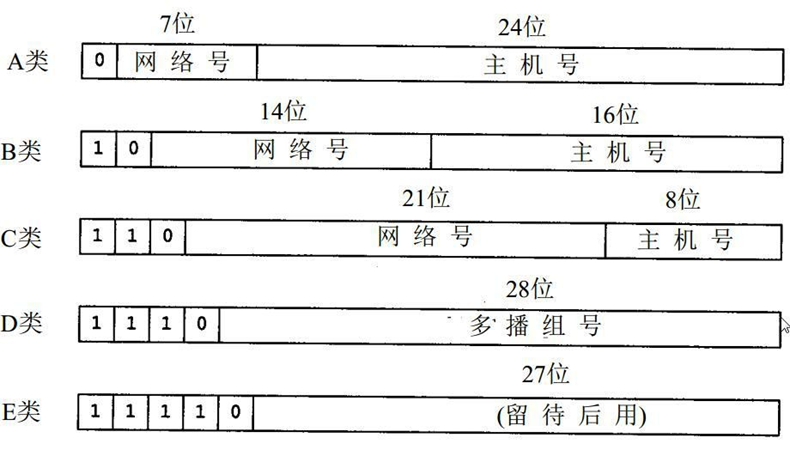 7位 24位
A类 0 网络号 主机号
14位 16位
B类 1 0 网络号 主机号
21位 8位
C类 1 1 0 网络号 主机号
28位
D类 1 1 1 0 多播组号
27位
E类 1 1 1 1 0 (留待后用)